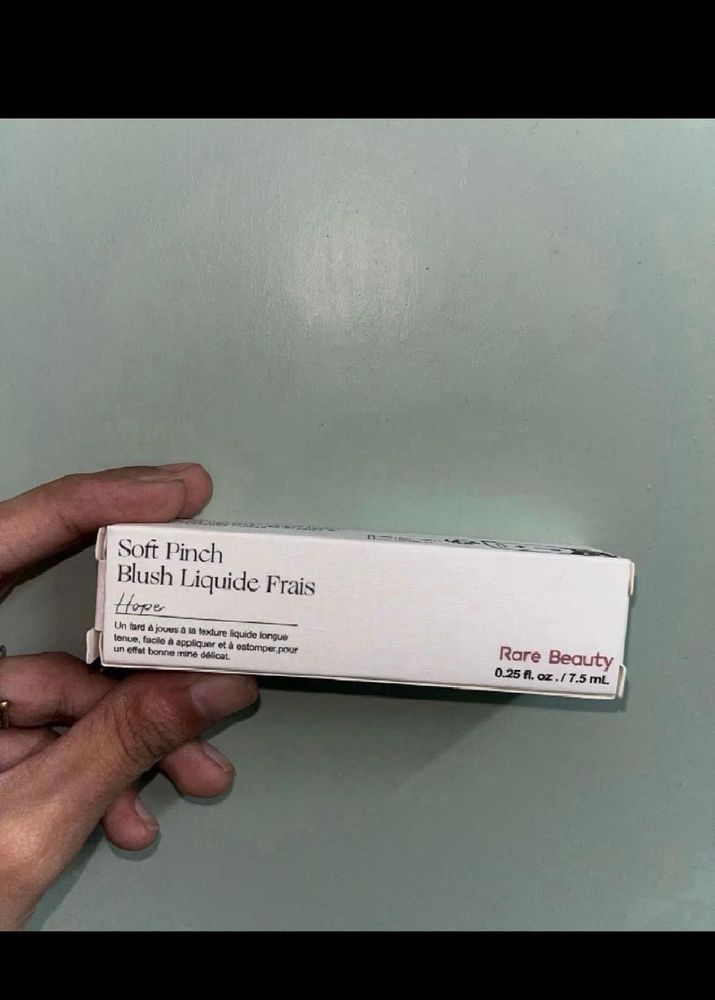 Soft Pinch
Blush Liquide Frais
Hope
Un fard à joues à la texture liquide longue
tenue, facile à appliquer et à estomper,pour
un effet bonne mine délicat.
Rare Beauty
0.25 fl. oz . / 7.5 mL